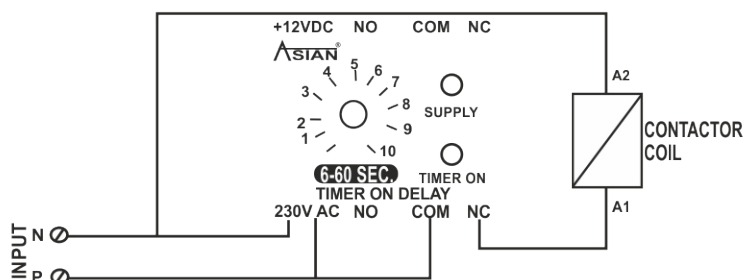 +12VDC NO COM NC
ASIAN®
1 2 3 4 5 6 7 8 9 10
SUPPLY
A2
CONTACTOR
COIL
6-60 SEC.
TIMER ON
TIMER ON DELAY
230V AC NO COM NC
A1
INPUT
N
P